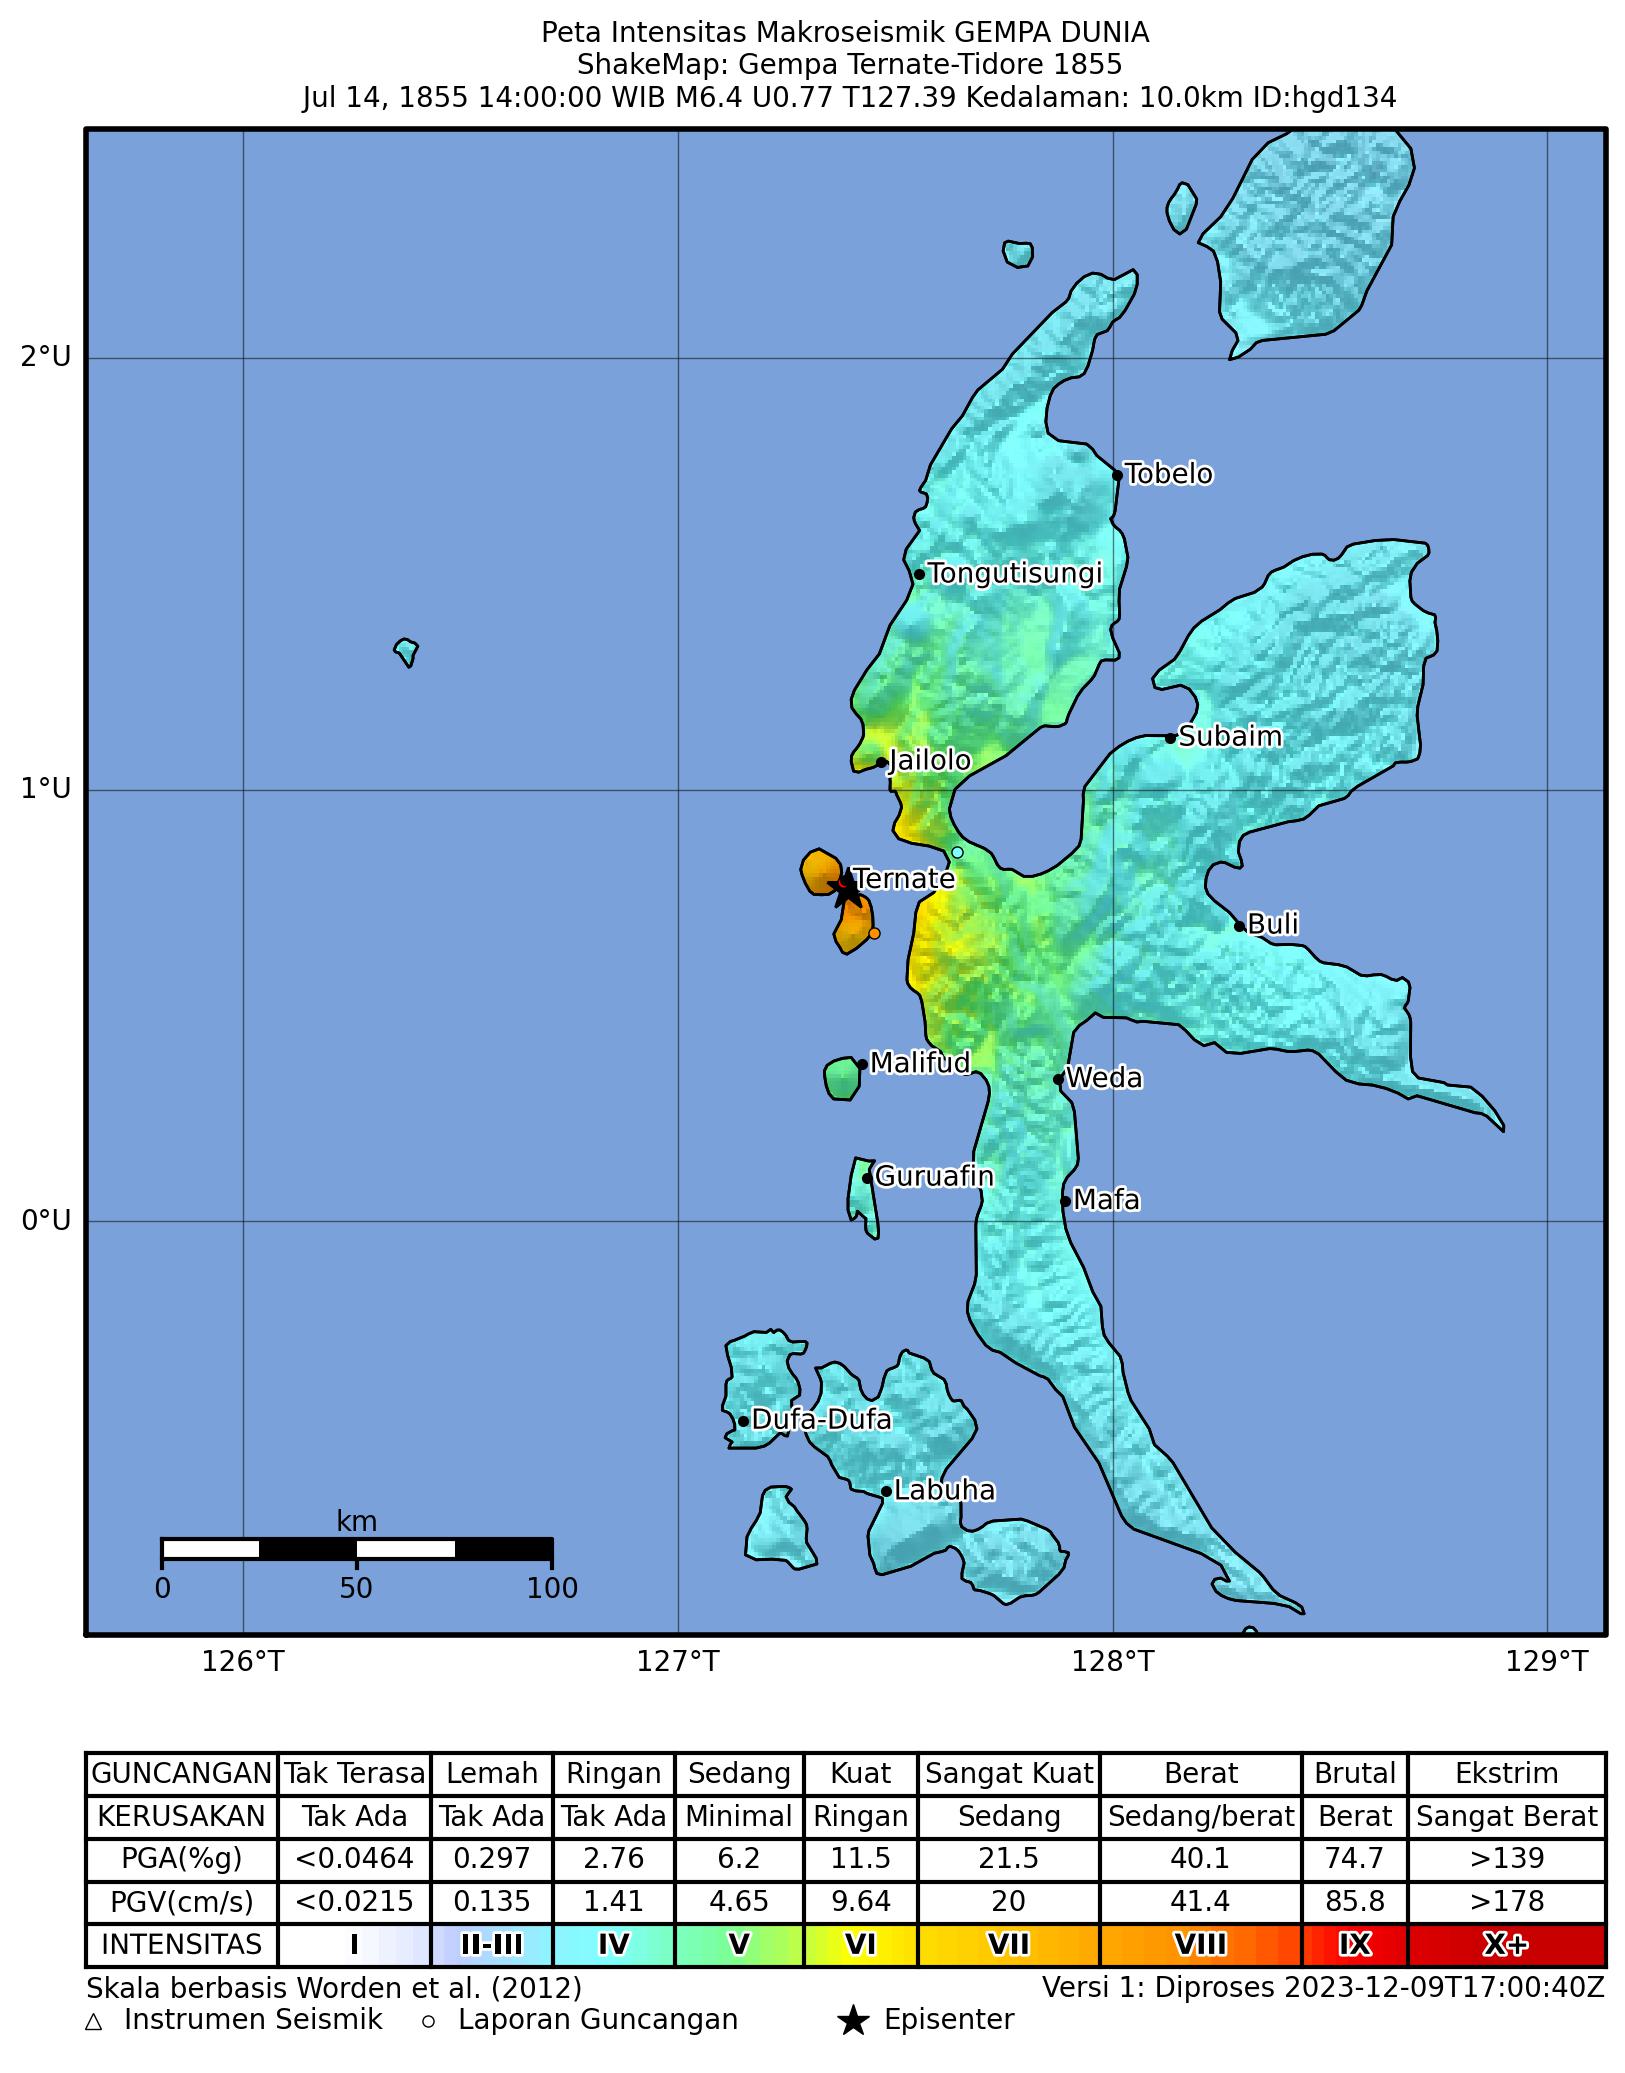 Peta Intensitas Makroseismik GEMPA DUNIA
ShakeMap: Gempa Ternate-Tidore 1855
Jul 14, 1855 14:00:00 WIB M6.4 U0.77 T127.39 Kedalaman: 10.0km ID:hgd134
2°U
Tobelo
Tongutisungi
Subaim
Jailolo
1°U
Ternate
Buli
Malifud
Weda
Guruafin
Mafa
0°U
Dufa-Dufa
Labuha
km
0 50 100
126°T 127°T 128°T 129°T
GUNCANGAN Tak Terasa Lemah Ringan Sedang Kuat Sangat Kuat Berat Brutal Ekstrim
KERUSAKAN Tak Ada Tak Ada Tak Ada Minimal Ringan Sedang Sedang/berat Berat Sangat Berat
PGA(%g) <0.0464 0.297 2.76 6.2 11.5 21.5 40.1 74.7 >139
PGV(cm/s) <0.0215 0.135 1.41 4.65 9.64 20 41.4 85.8 >178
INTENSITAS I II-III IV V VI VII VIII IX X+
Skala berbasis Worden et al. (2012) Versi 1: Diproses 2023-12-09T17:00:40Z
Instrumen Seismik Laporan Guncangan Episenter